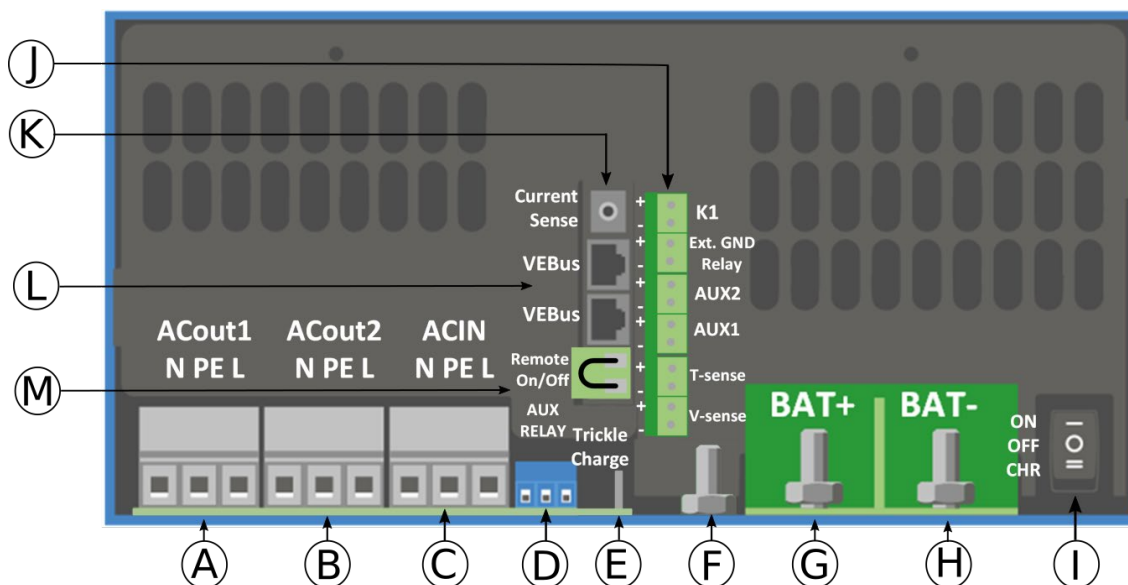 J
K
Current
Sense
+
-
K1
+
-
Ext. GND
Relay
VEBus
L
+
-
AUX2
VEBus
+
-
AUX1
ACout1
N PE L
ACout2
N PE L
ACIN
N PE L
Remote
On/Off
+
-
T-sense
M
AUX
RELAY
+
-
V-sense
Trickle
Charge
BAT+
BAT-
ON
OFF
CHR
A
B
C
D
E
F
G
H
I